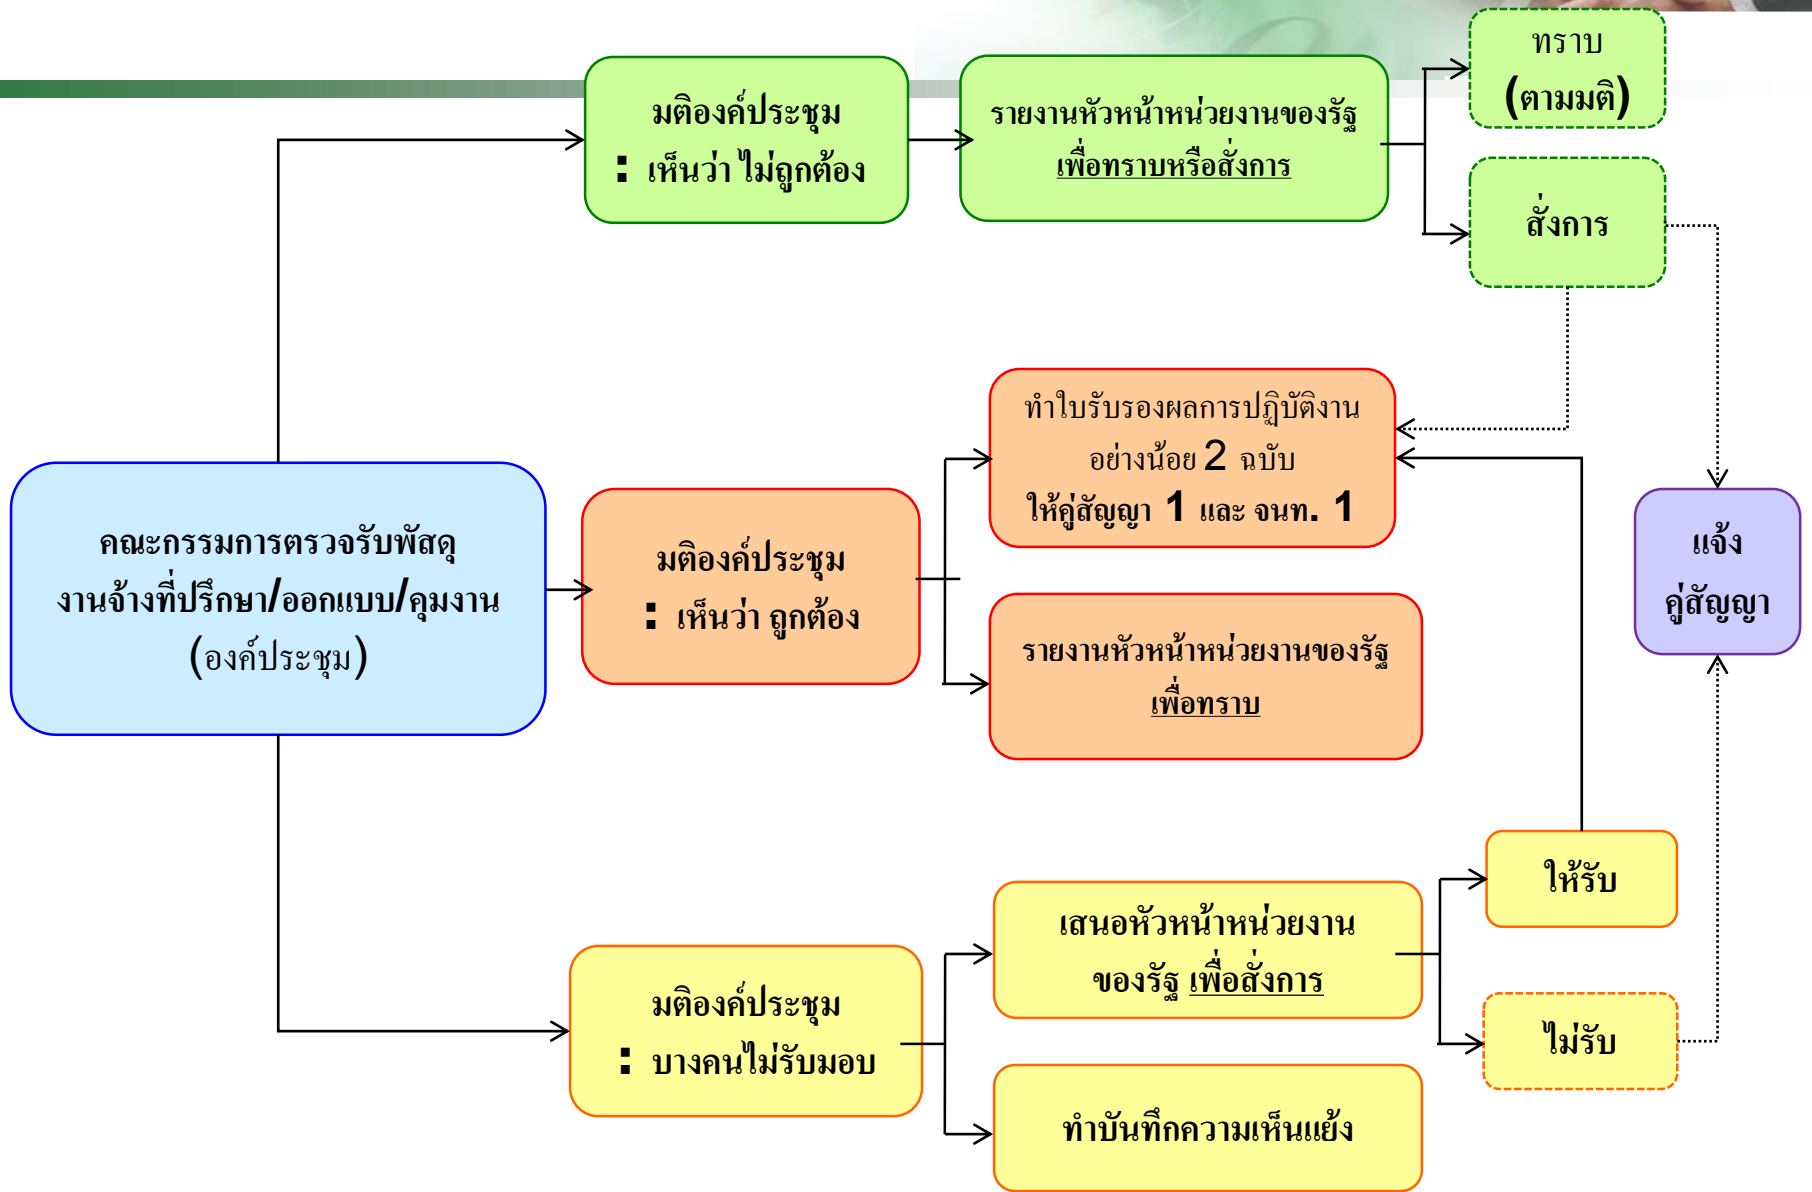 ทราบ
(ตามมติ)
มติองค์ประชุม
: เห็นว่า ไม่ถูกต้อง
รายงานหัวหน้าหน่วยงานของรัฐ
เพื่อทราบหรือสั่งการ
สั่งการ
คณะกรรมการตรวจรับพัสดุ
งานจ้างที่ปรึกษา/ออกแบบ/คุมงาน
(องค์ประชุม)
มติองค์ประชุม
: เห็นว่า ถูกต้อง
ทำใบรับรองผลการปฏิบัติงาน
อย่างน้อย 2 ฉบับ
ให้คู่สัญญา 1 และ จนท. 1
รายงานหัวหน้าหน่วยงานของรัฐ
เพื่อทราบ
แจ้ง
คู่สัญญา
มติองค์ประชุม
: บางคนไม่รับมอบ
เสนอหัวหน้าหน่วยงาน
ของรัฐ เพื่อสั่งการ
ทำบันทึกความเห็นแย้ง
ให้รับ
ไม่รับ